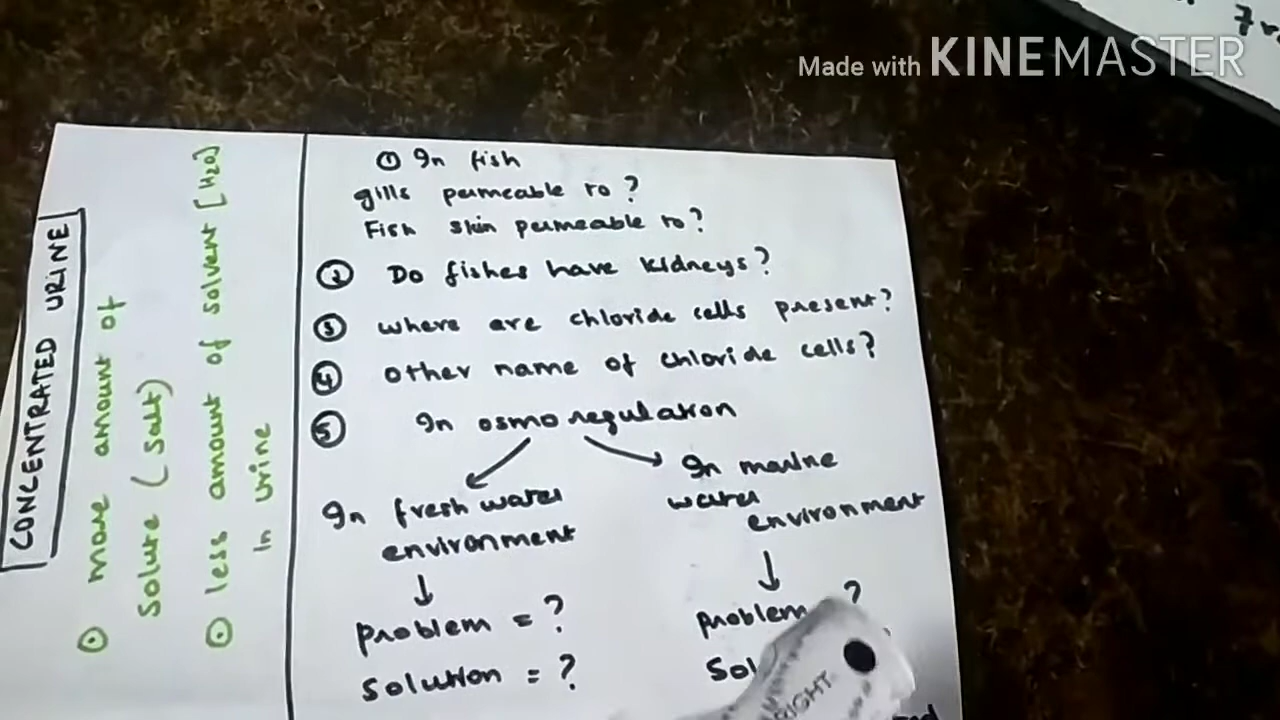 Made with KINEMASTER
CONCENTRATED URINE
⊙ more amount of
solute (salt)
⊙ less amount of solvent [H2O]
in urine
① In fish
gills permeable to ?
Fish skin permeable to?
② Do fishes have kidneys?
③ where are chloride cells present?
④ other name of chloride cells?
⑤ In osmo regulation
In fresh water
environment
problem = ?
solution = ?
In marine
water
environment
problem ?
Sol
RIGHT